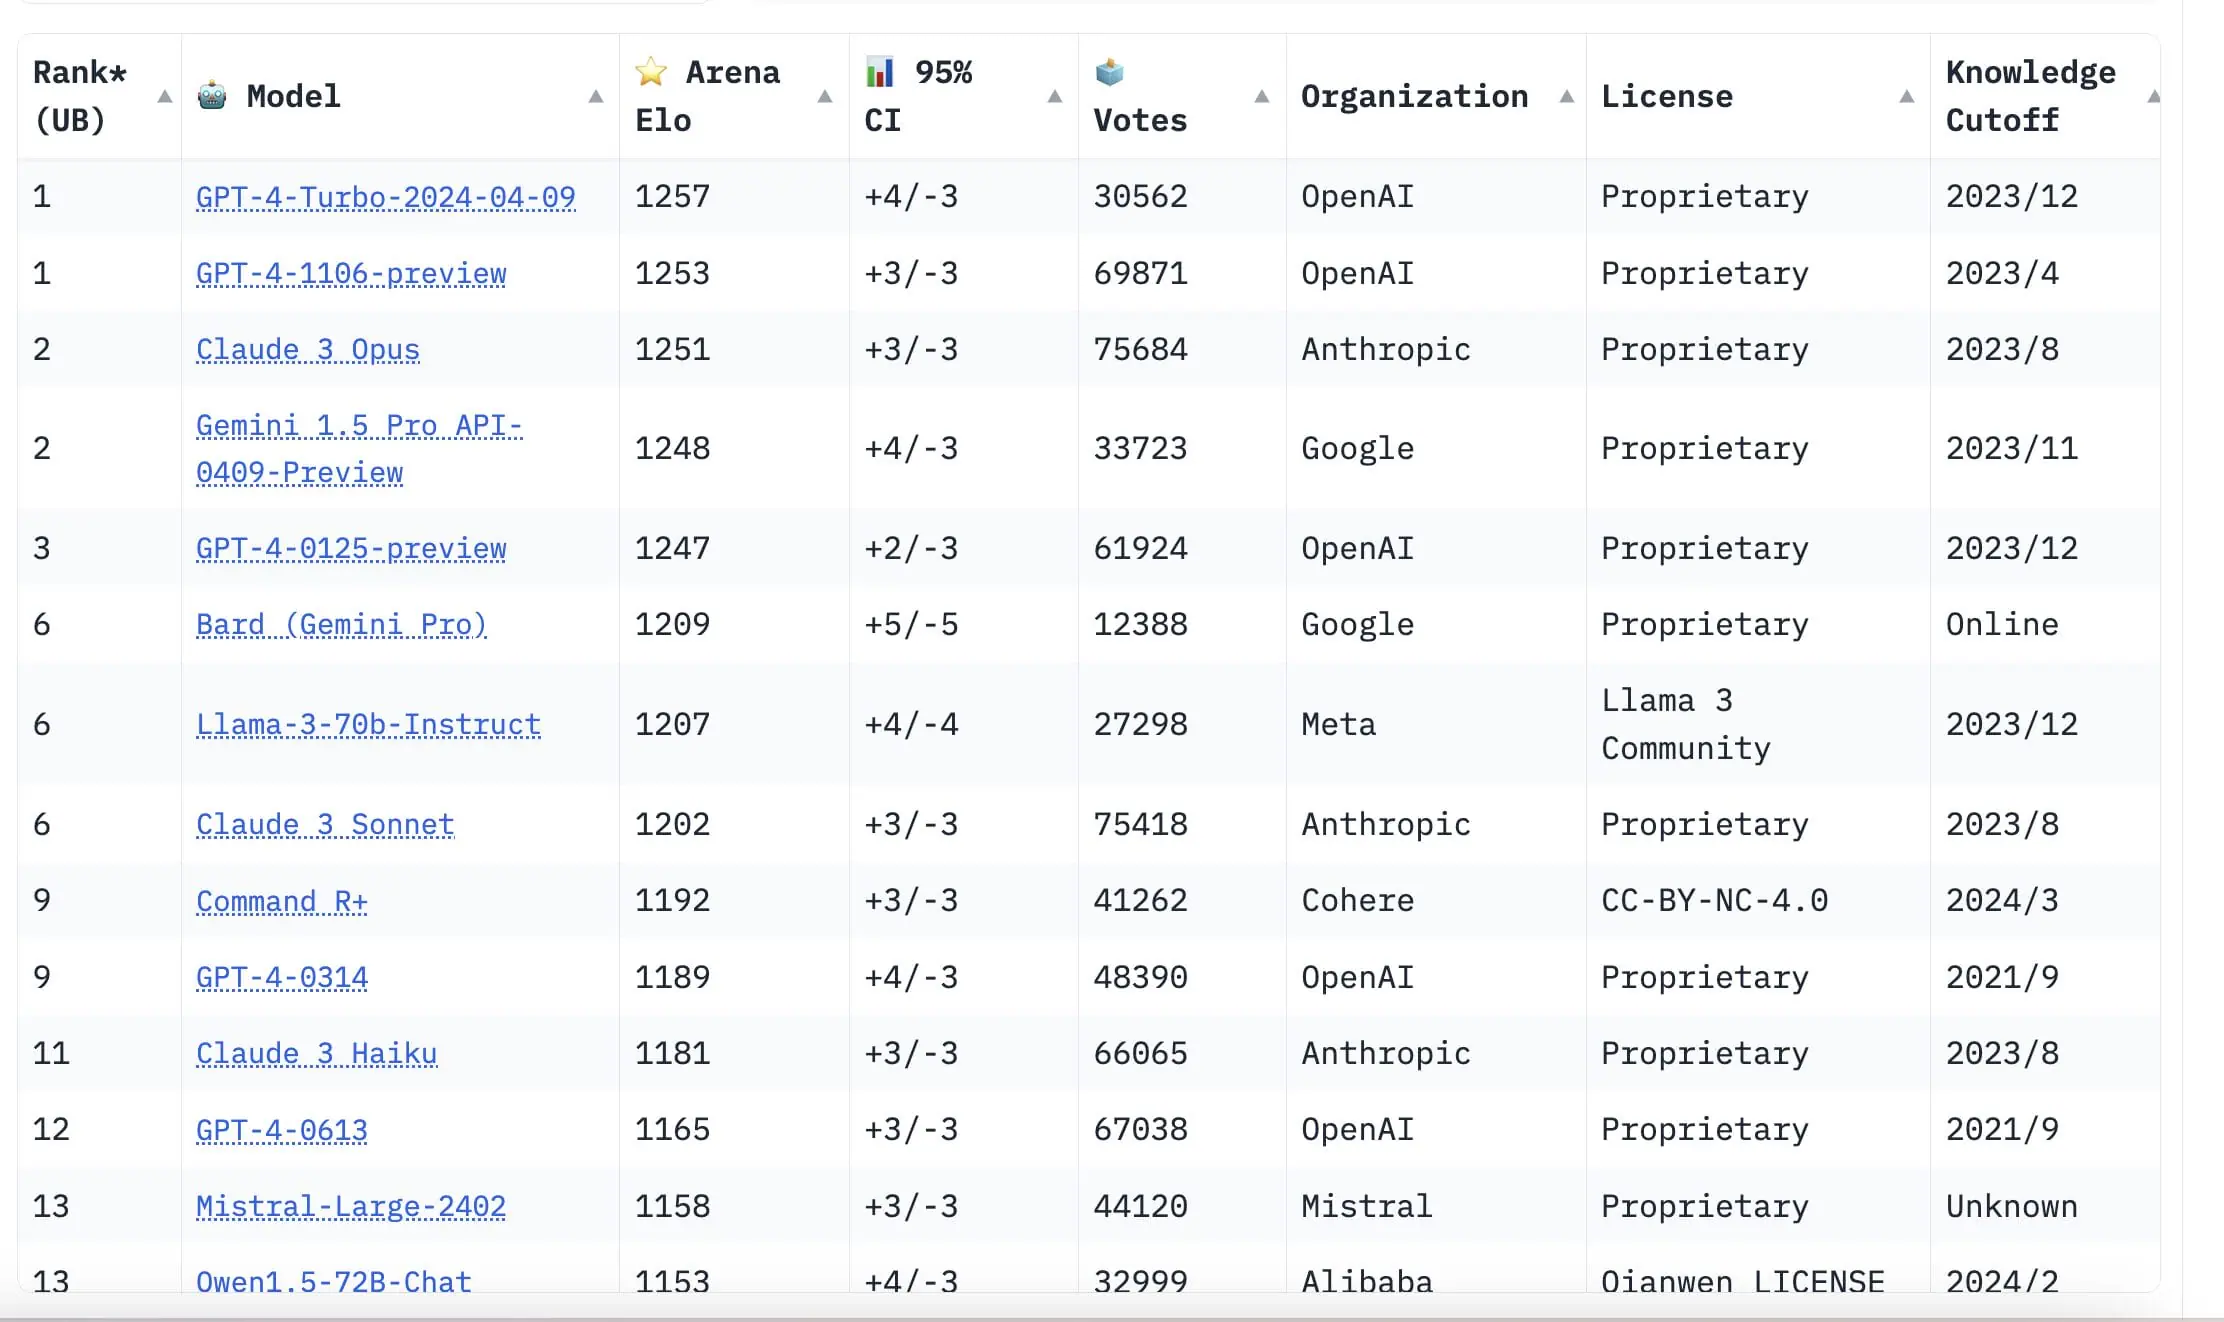 Rank* (UB) 🤖 Model ⭐ Arena Elo 📊 95% CI 🗳️ Votes Organization License Knowledge Cutoff
1 GPT-4-Turbo-2024-04-09 1257 +4/-3 30562 OpenAI Proprietary 2023/12
1 GPT-4-1106-preview 1253 +3/-3 69871 OpenAI Proprietary 2023/4
2 Claude 3 Opus 1251 +3/-3 75684 Anthropic Proprietary 2023/8
2 Gemini 1.5 Pro API-0409-Preview 1248 +4/-3 33723 Google Proprietary 2023/11
3 GPT-4-0125-preview 1247 +2/-3 61924 OpenAI Proprietary 2023/12
6 Bard (Gemini Pro) 1209 +5/-5 12388 Google Proprietary Online
6 Llama-3-70b-Instruct 1207 +4/-4 27298 Meta Llama 3 Community 2023/12
6 Claude 3 Sonnet 1202 +3/-3 75418 Anthropic Proprietary 2023/8
9 Command R+ 1192 +3/-3 41262 Cohere CC-BY-NC-4.0 2024/3
9 GPT-4-0314 1189 +4/-3 48390 OpenAI Proprietary 2021/9
11 Claude 3 Haiku 1181 +3/-3 66065 Anthropic Proprietary 2023/8
12 GPT-4-0613 1165 +3/-3 67038 OpenAI Proprietary 2021/9
13 Mistral-Large-2402 1158 +3/-3 44120 Mistral Proprietary Unknown
13 Qwen1.5-72B-Chat 1153 +4/-3 32999 Alibaba Qianwen LICENSE 2024/2